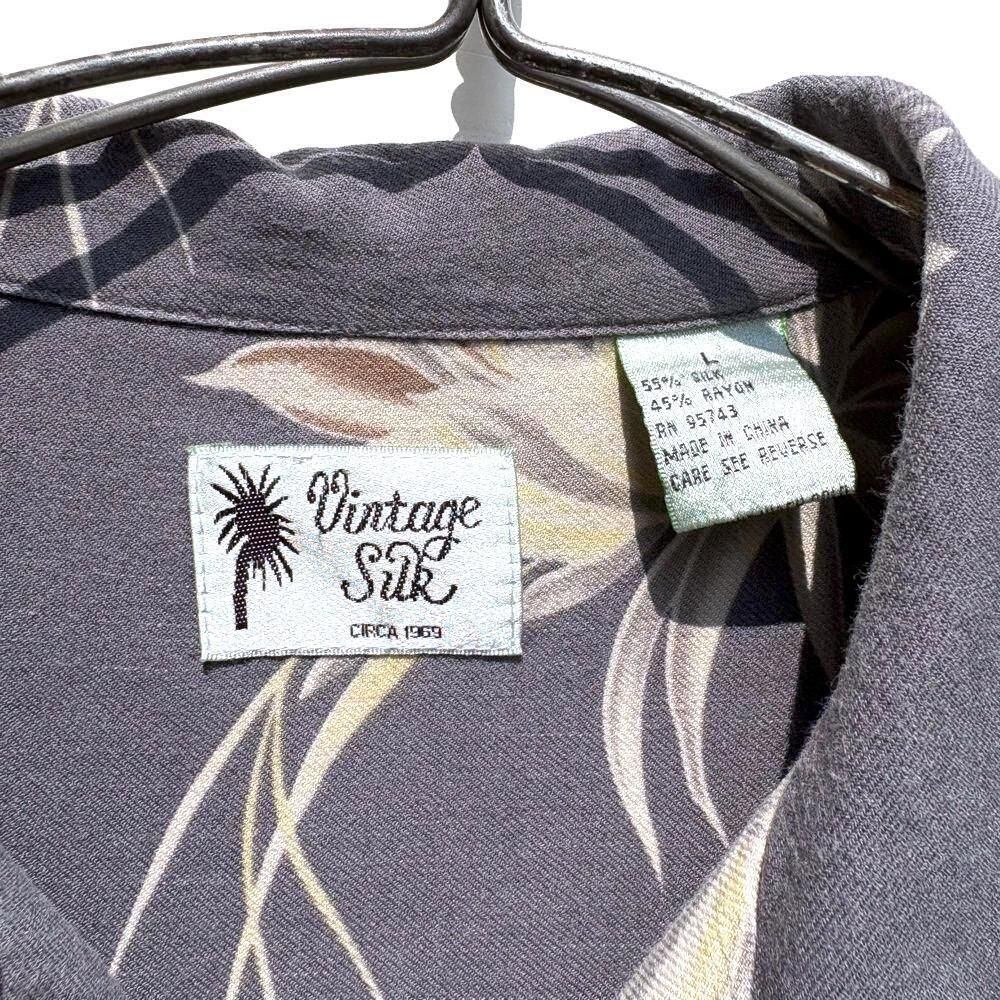 Vintage
Silk
CIRCA 1969
L
55% SILK
45% RAYON
RN 95743
MADE IN CHINA
CARE SEE REVERSE